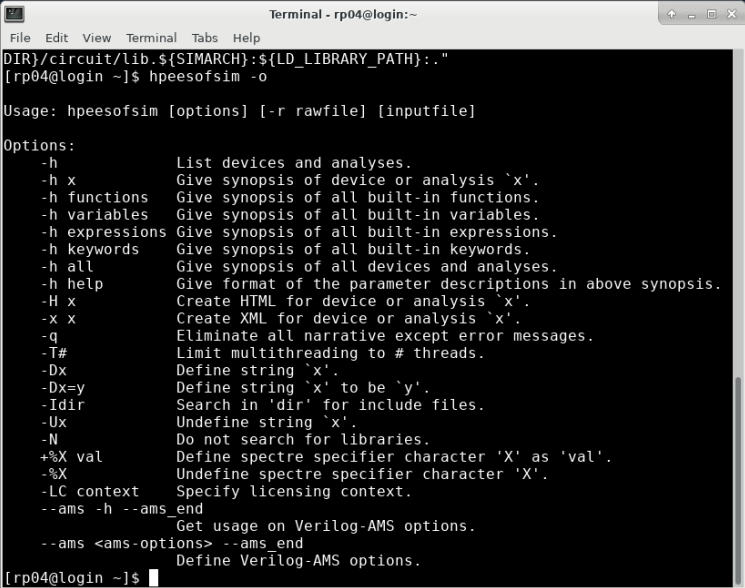 Terminal - rp04@login:~
File Edit View Terminal Tabs Help
DIR}/circuit/lib.${SIMARCH}:${LD_LIBRARY_PATH}:."
[rp04@login ~]$ hpeesofsim -o
Usage: hpeesofsim [options] [-r rawfile] [inputfile]
Options:
-h List devices and analyses.
-h x Give synopsis of device or analysis `x'.
-h functions Give synopsis of all built-in functions.
-h variables Give synopsis of all built-in variables.
-h expressions Give synopsis of all built-in expressions.
-h keywords Give synopsis of all built-in keywords.
-h all Give synopsis of all devices and analyses.
-h help Give format of the parameter descriptions in above synopsis.
-H x Create HTML for device or analysis `x'.
-x x Create XML for device or analysis `x'.
-q Eliminate all narrative except error messages.
-T# Limit multithreading to # threads.
-Dx Define string `x'.
-Dx=y Define string `x' to be `y'.
-Idir Search in 'dir' for include files.
-Ux Undefine string `x'.
-N Do not search for libraries.
+%X val Define spectre specifier character 'X' as 'val'.
-%X Undefine spectre specifier character 'X'.
-LC context Specify licensing context.
--ams -h --ams_end
Get usage on Verilog-AMS options.
--ams <ams-options> --ams_end
Define Verilog-AMS options.
[rp04@login ~]$